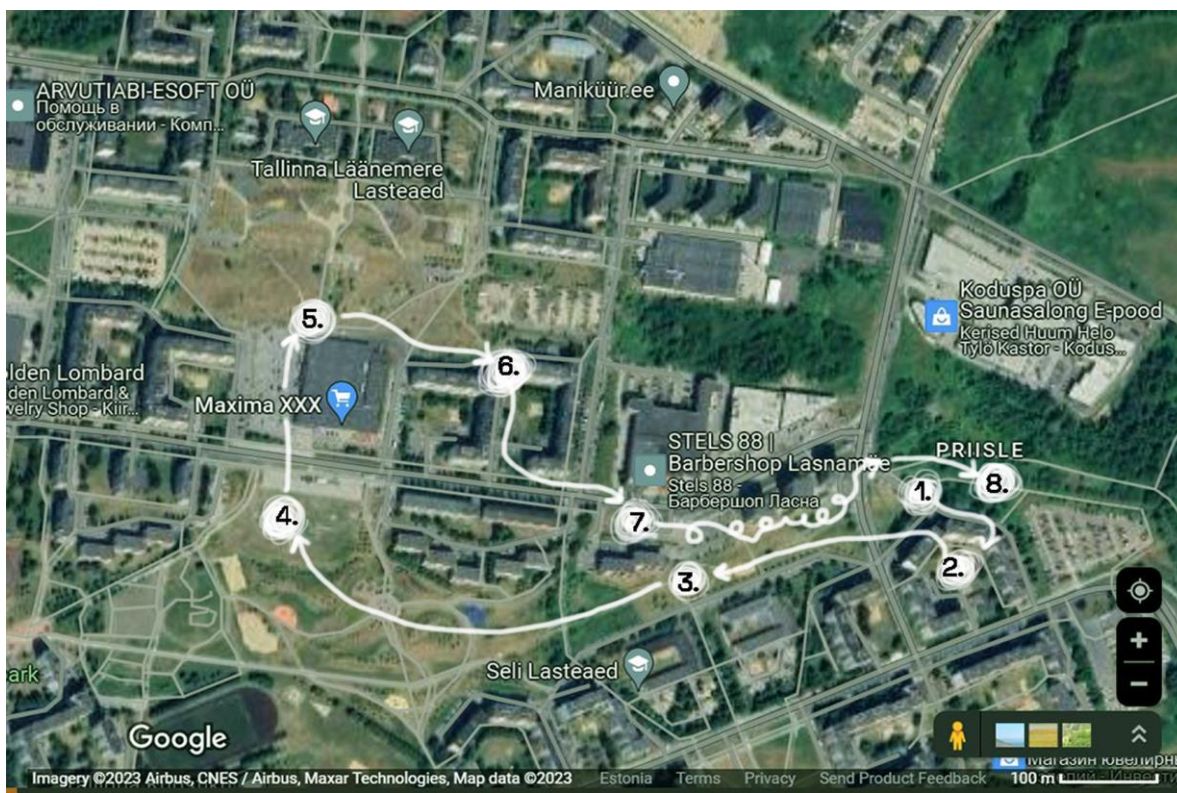 ARVUTIABI-ESOFT OÜ
Помощь в
обслуживании - Комп...
Maniküür.ee
Tallinna Läänemere
Lasteaed
Koduspa OÜ
Saunasalong E-pood
Kerised Huum Helo
Tylö Kastor - Kodus...
5.
6.
lden Lombard
den Lombard &
welry Shop - Kiir...
Maxima XXX
STELS 88 |
Barbershop Lasnamäe
Stels 88 -
Барбершоп Ласна
PRIISLE
1.
8.
4.
7.
2.
3.
Seli Lasteaed
ark
Google
Магазин ювелирн
Imagery ©2023 Airbus, CNES / Airbus, Maxar Technologies, Map data ©2023 Estonia Terms Privacy Send Product Feedback 100 m